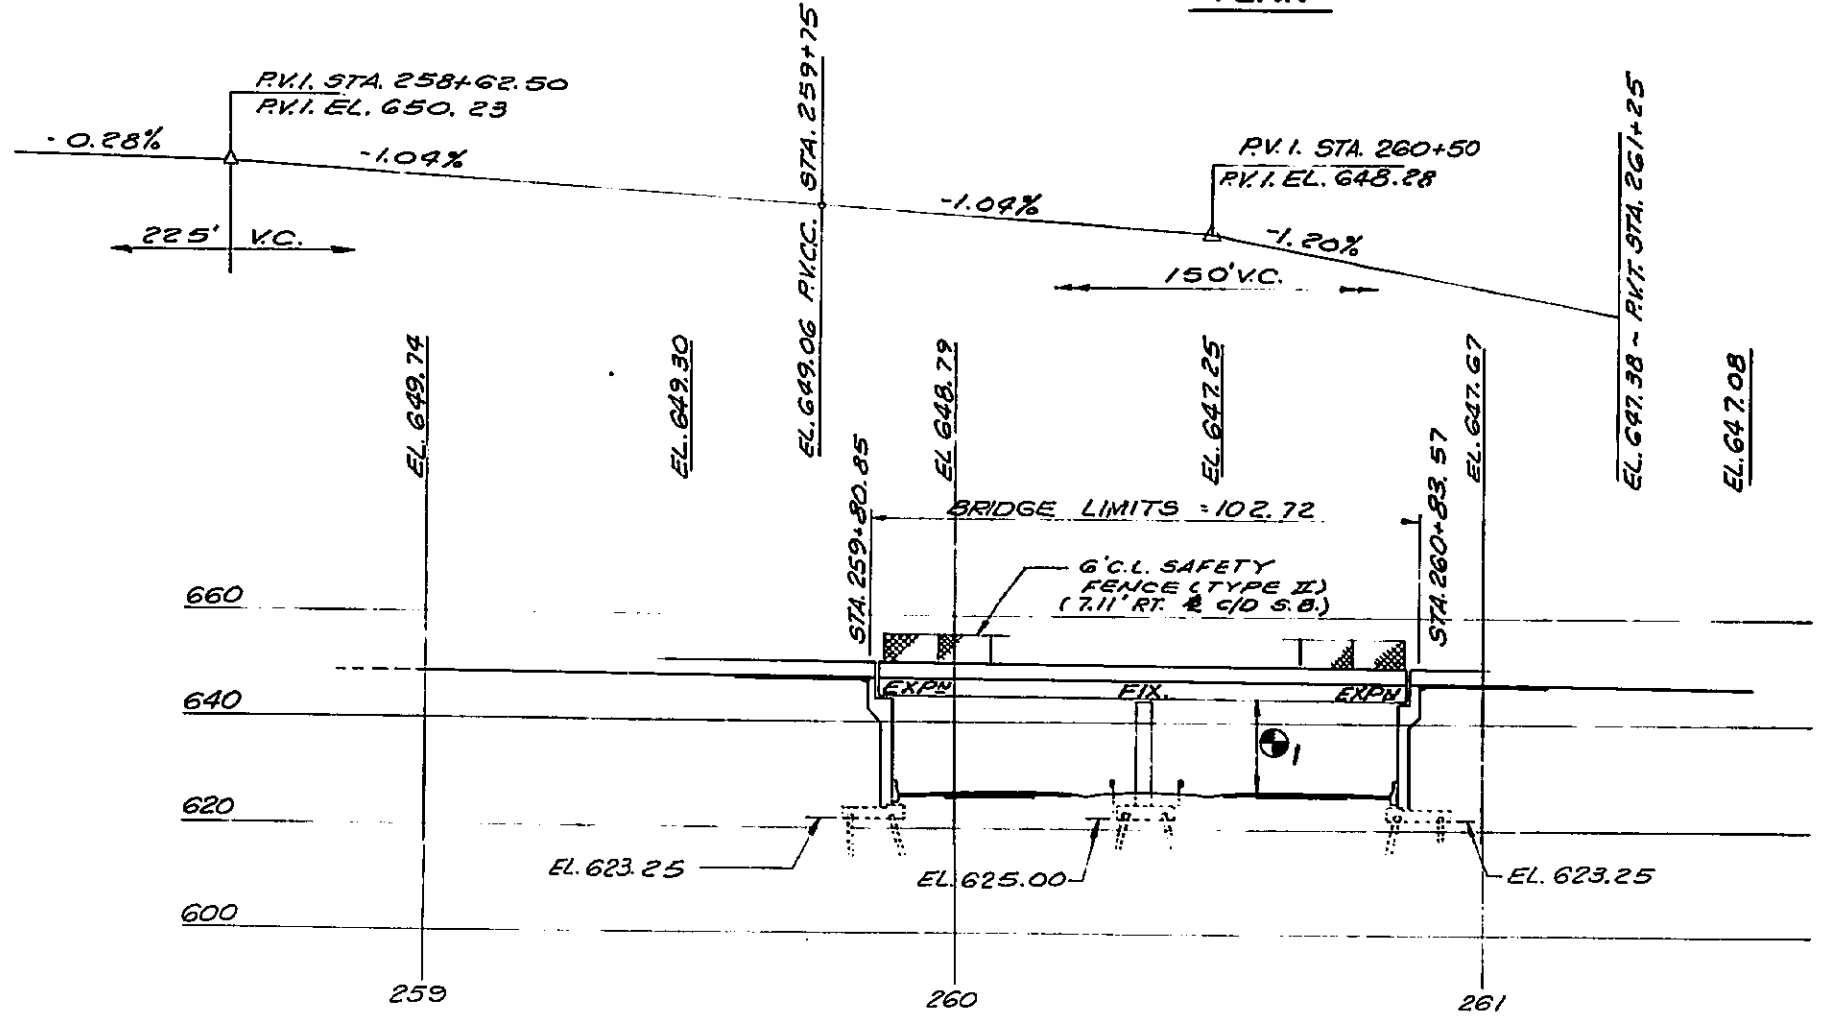 P.V.I. STA. 258+62.50
P.V.I. EL. 650.23
- 0.28%
-1.04%
225' V.C.
EL. 649.06 P.V.C.C. STA. 259+75
-1.04%
P.V.I. STA. 260+50
P.V.I. EL. 648.28
-1.20%
150' V.C.
EL. 647.38 ~ P.V.T. STA. 261+25
EL. 649.74
EL. 649.30
EL. 648.79
EL. 647.25
EL. 647.67
EL. 647.08
STA. 259+80.85
BRIDGE LIMITS = 102.72
STA. 260+83.57
6' C.L. SAFETY
FENCE (TYPE II)
(7.11' RT. ℄ C/D S.B.)
660
640
620
600
EXPN
FIX.
EXPN
1
EL. 623.25
EL. 625.00
EL. 623.25
259
260
261